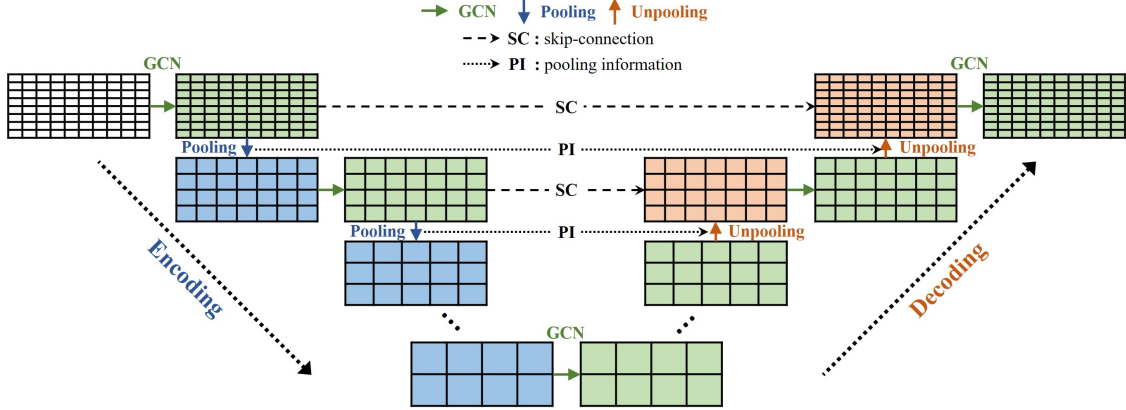 GCN Pooling Unpooling
SC : skip-connection
PI : pooling information
GCN
GCN
SC
Pooling
PI
Unpooling
SC
Pooling
PI
Unpooling
Encoding
Decoding
GCN